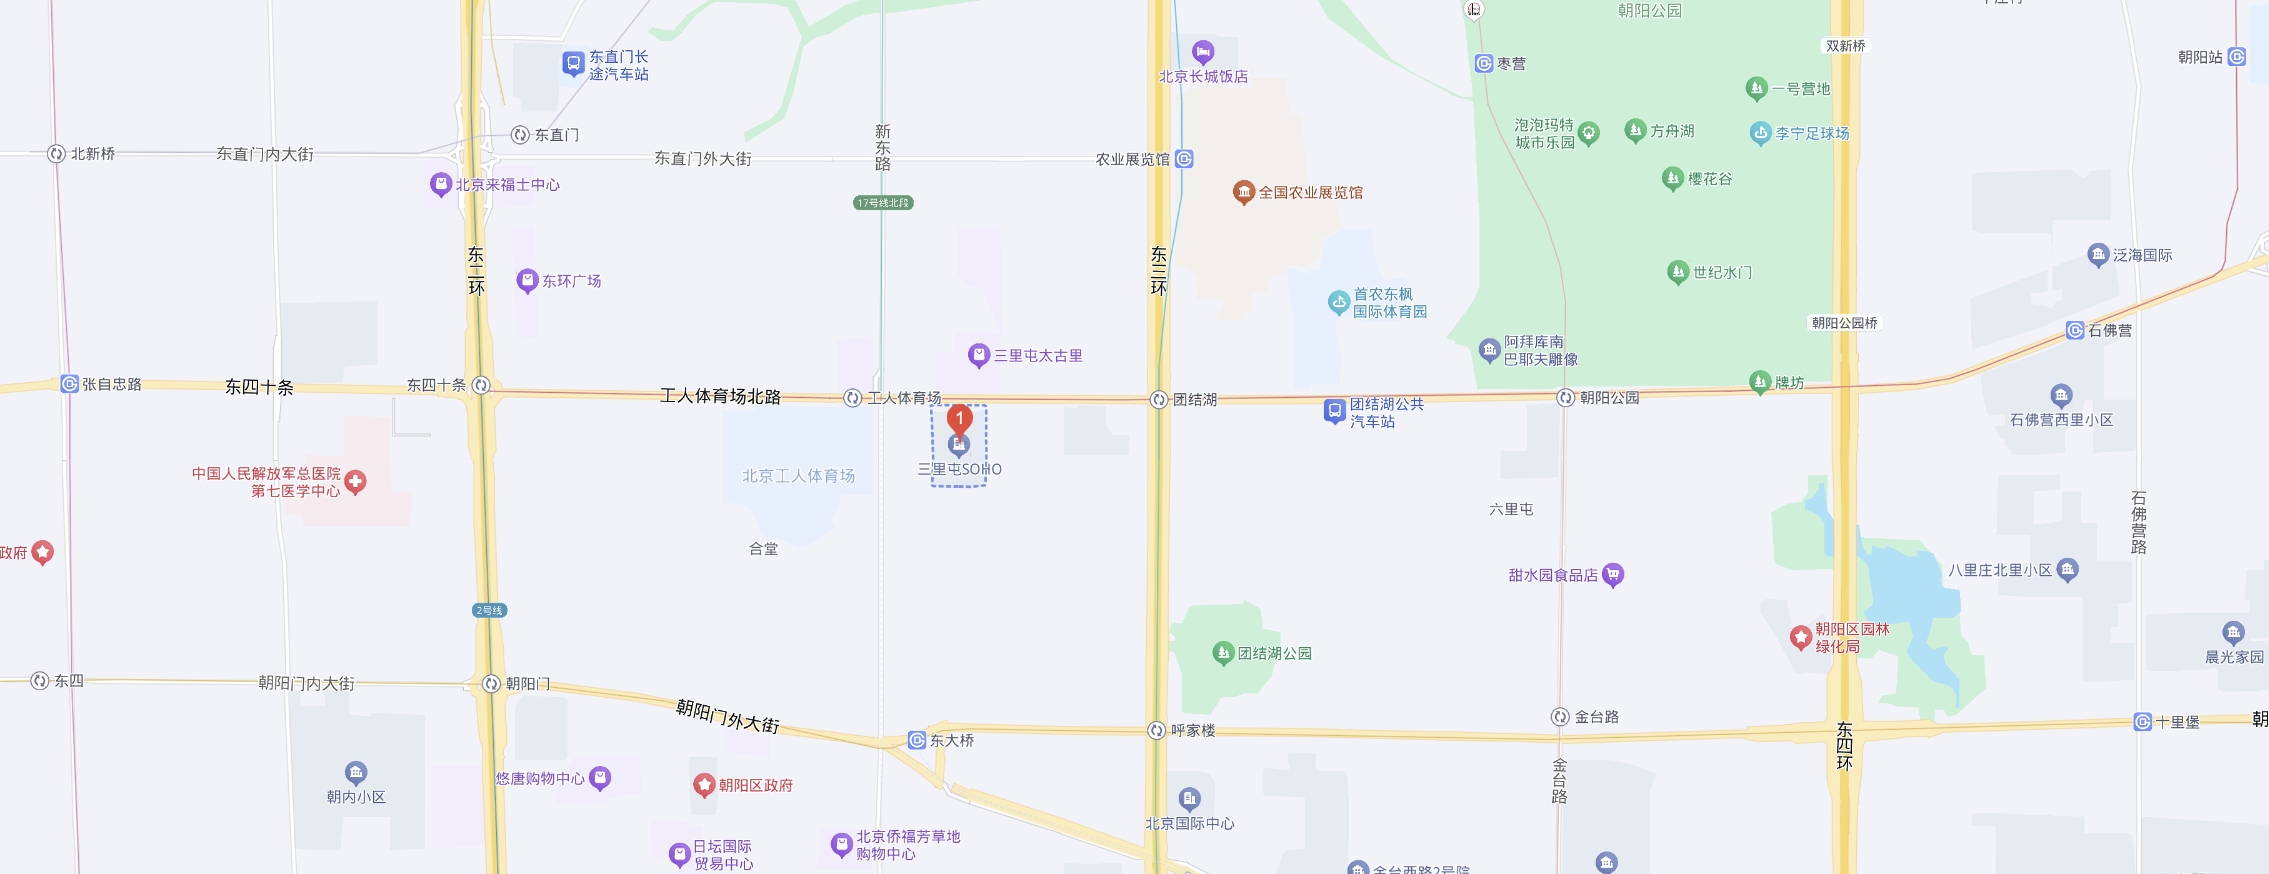 朝阳公园
双新桥
朝阳站
东直门长
途汽车站
北京长城饭店
枣营
一号营地
北新桥
东直门内大街
东直门
东直门外大街
新东路
农业展览馆
泡泡玛特
城市乐园
方舟湖
李宁足球场
北京来福士中心
17号线北段
全国农业展览馆
樱花谷
东二环
东三环
东环广场
首农东枫
国际体育园
世纪水门
泛海国际
朝阳公园桥
石佛营
三里屯太古里
阿拜库南
巴耶夫雕像
张自忠路
东四十条
东四十条
工人体育场北路
工人体育场
团结湖
团结湖公共
汽车站
朝阳公园
牌坊
石佛营西里小区
1
三里屯SOHO
中国人民解放军总医院
第七医学中心
北京工人体育场
六里屯
石佛营路
政府
合堂
甜水园食品店
八里庄北里小区
2号线
团结湖公园
朝阳区园林
绿化局
晨光家园
东四
朝阳门内大街
朝阳门
朝阳门外大街
东大桥
呼家楼
金台路
东四环
十里堡
朝
朝内小区
悠唐购物中心
朝阳区政府
金台路
北京国际中心
日坛国际
贸易中心
北京侨福芳草地
购物中心
金台西路2号院